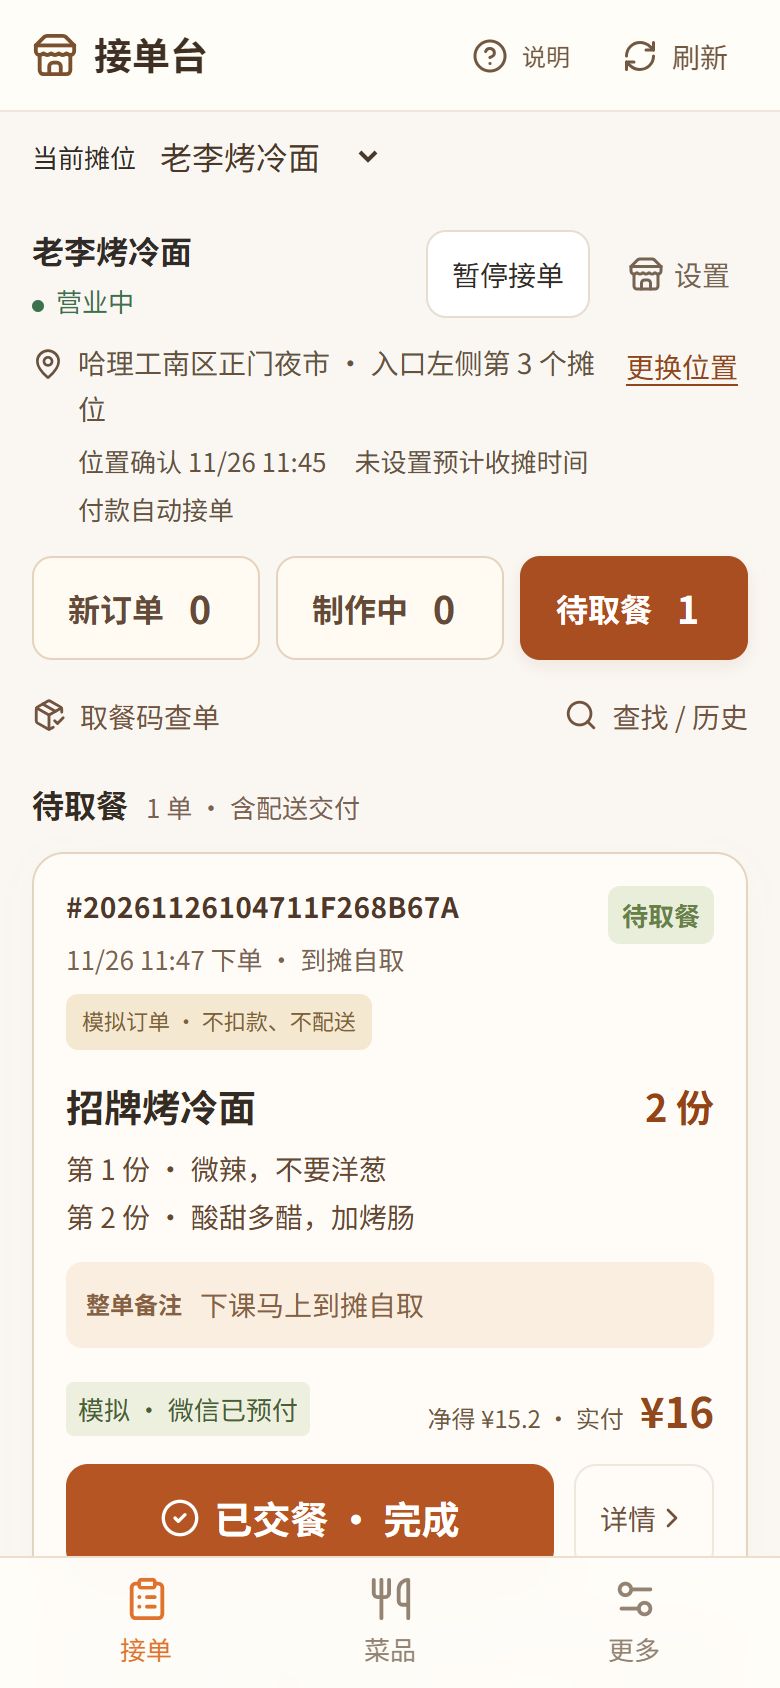 接单台
说明
刷新
当前摊位 老李烤冷面
老李烤冷面
营业中
暂停接单
设置
哈理工南区正门夜市 · 入口左侧第 3 个摊
位
更换位置
位置确认 11/26 11:45 未设置预计收摊时间
付款自动接单
新订单 0
制作中 0
待取餐 1
取餐码查单
查找 / 历史
待取餐 1 单 · 含配送交付
#20261126104711F268B67A
待取餐
11/26 11:47 下单 · 到摊自取
模拟订单 · 不扣款、不配送
招牌烤冷面 2 份
第 1 份 · 微辣，不要洋葱
第 2 份 · 酸甜多醋，加烤肠
整单备注 下课马上到摊自取
模拟 · 微信已预付
净得 ¥15.2 · 实付 ¥16
已交餐 · 完成
详情
接单
菜品
更多